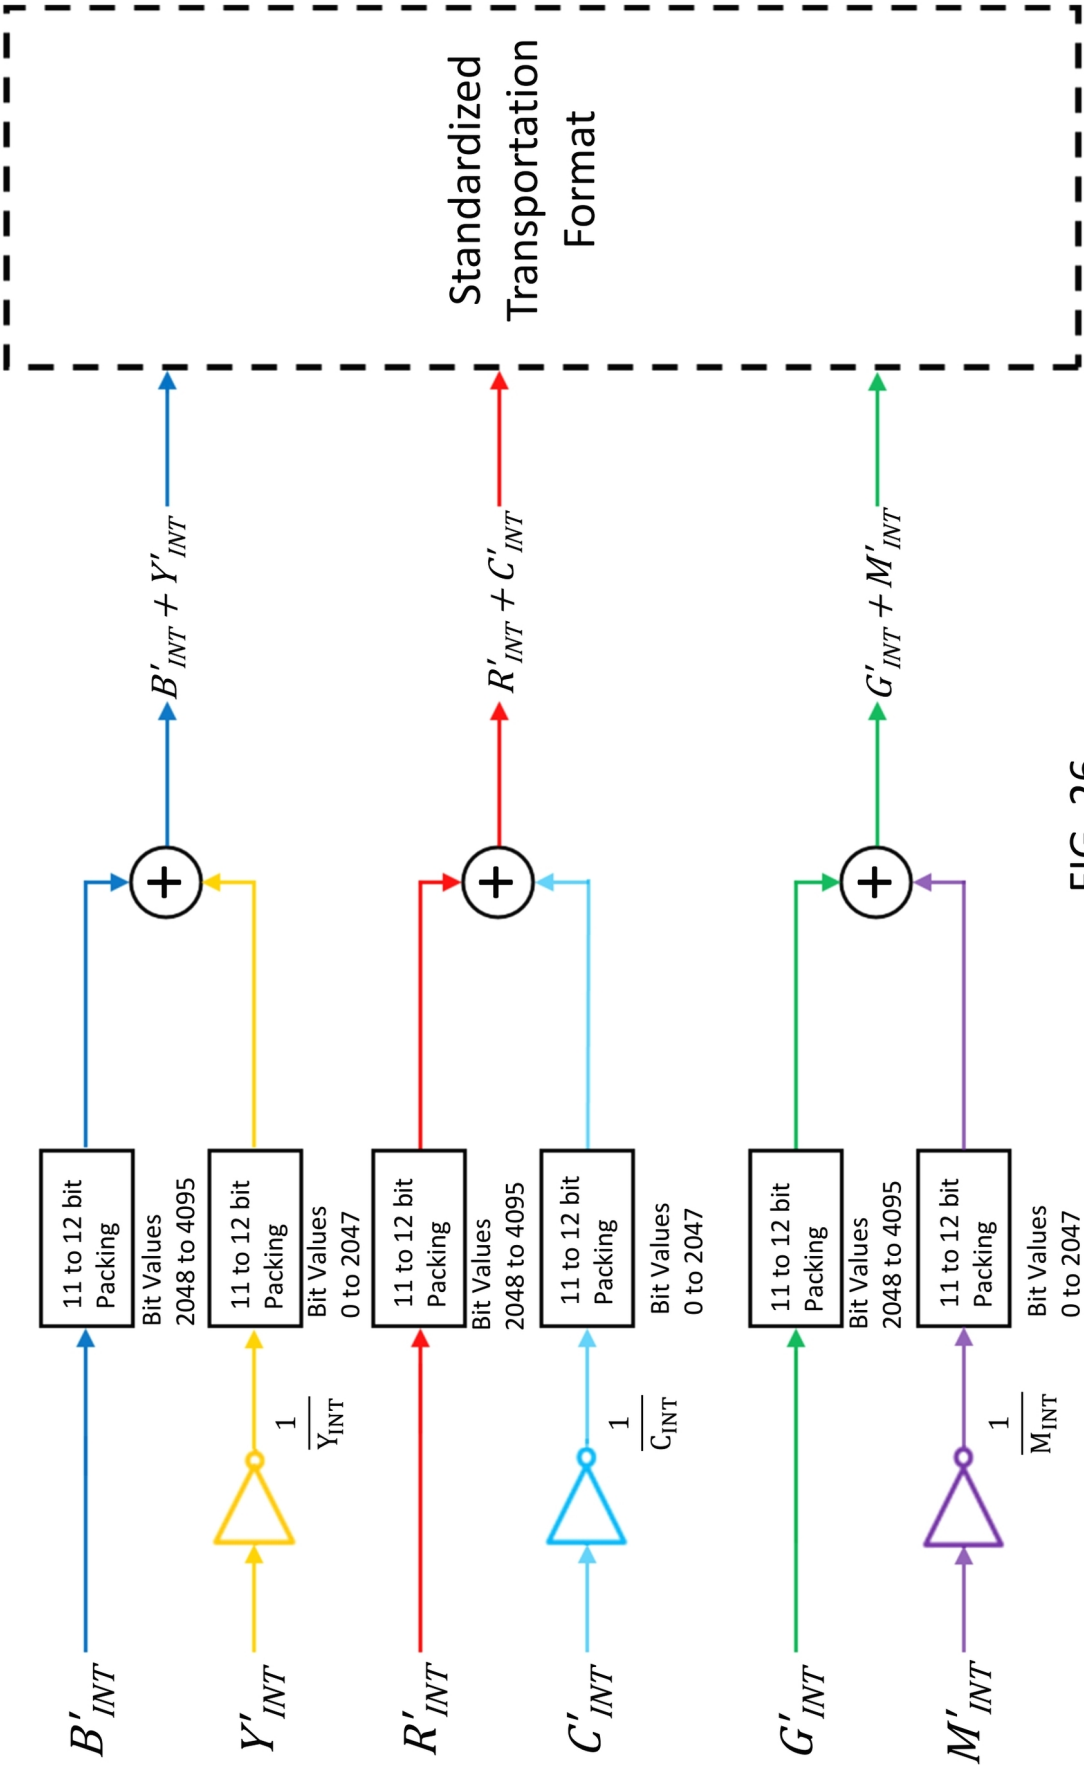 B′INT
11 to 12 bit
Packing
Bit Values
2048 to 4095
Y′INT
1
YINT
11 to 12 bit
Packing
Bit Values
0 to 2047
+
B′INT + Y′INT
R′INT
11 to 12 bit
Packing
Bit Values
2048 to 4095
C′INT
1
CINT
11 to 12 bit
Packing
Bit Values
0 to 2047
+
R′INT + C′INT
G′INT
11 to 12 bit
Packing
Bit Values
2048 to 4095
M′INT
1
MINT
11 to 12 bit
Packing
Bit Values
0 to 2047
+
G′INT + M′INT
Standardized
Transportation
Format
FIG. 26